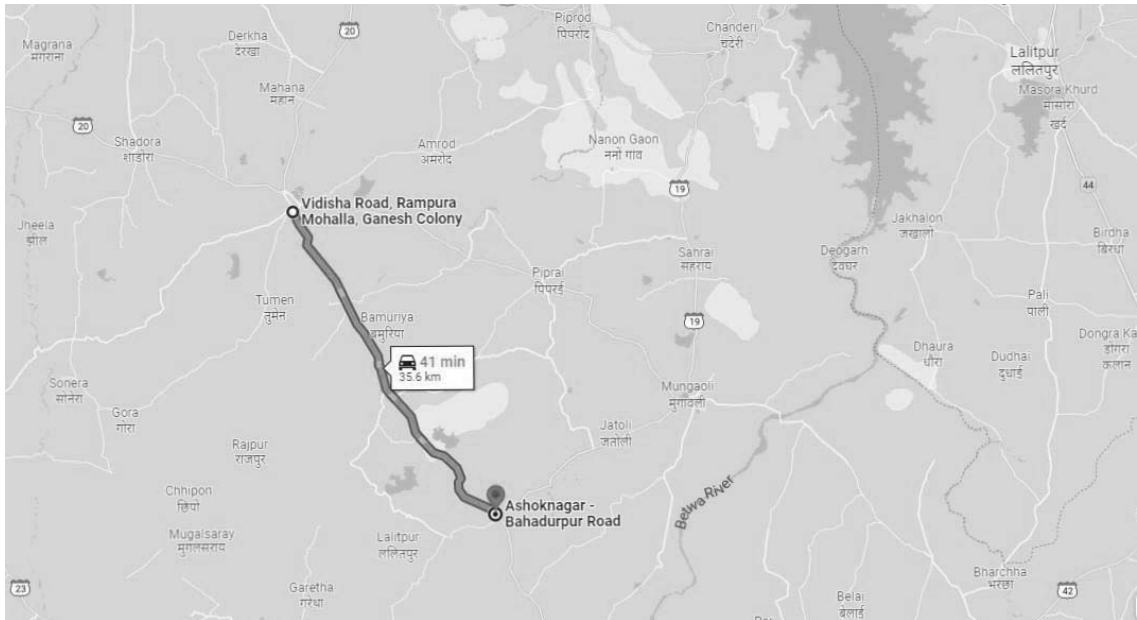 Piprod
पिपरोद
Chanderi
चंदेरी
Derkha
देरखा
20
Magrana
मगराना
Lalitpur
ललितपुर
Mahana
महान
Masora Khurd
मासोरा
खुर्द
20
Shadora
शाडोरा
Amrod
अमरोद
Nanon Gaon
ननों गांव
19
44
Vidisha Road, Rampura
Mohalla, Ganesh Colony
Jheela
झील
Jakhalon
जखालो
Birdha
बिरधा
Sahrai
सहराय
Deogarh
देवघर
Piprai
पिपरई
Tumen
तुमेन
Pali
पाली
Bamuriya
बमुरिया
19
Dongra Ka
डोंगरा
कलान
Dhaura
धौरा
Dudhai
दुधाई
41 min
35.6 km
Sonera
सोनेरा
Mungaoli
मुंगावली
Gora
गोरा
Jatoli
जतोली
Rajpur
राजपुर
Chhipon
छिपो
Betwa River
Ashoknagar -
Bahadurpur Road
Mugalsaray
मुगलसराय
Lalitpur
ललितपुर
Bharchha
भरछा
Garetha
गरेथा
23
42
Belai
बेलाई